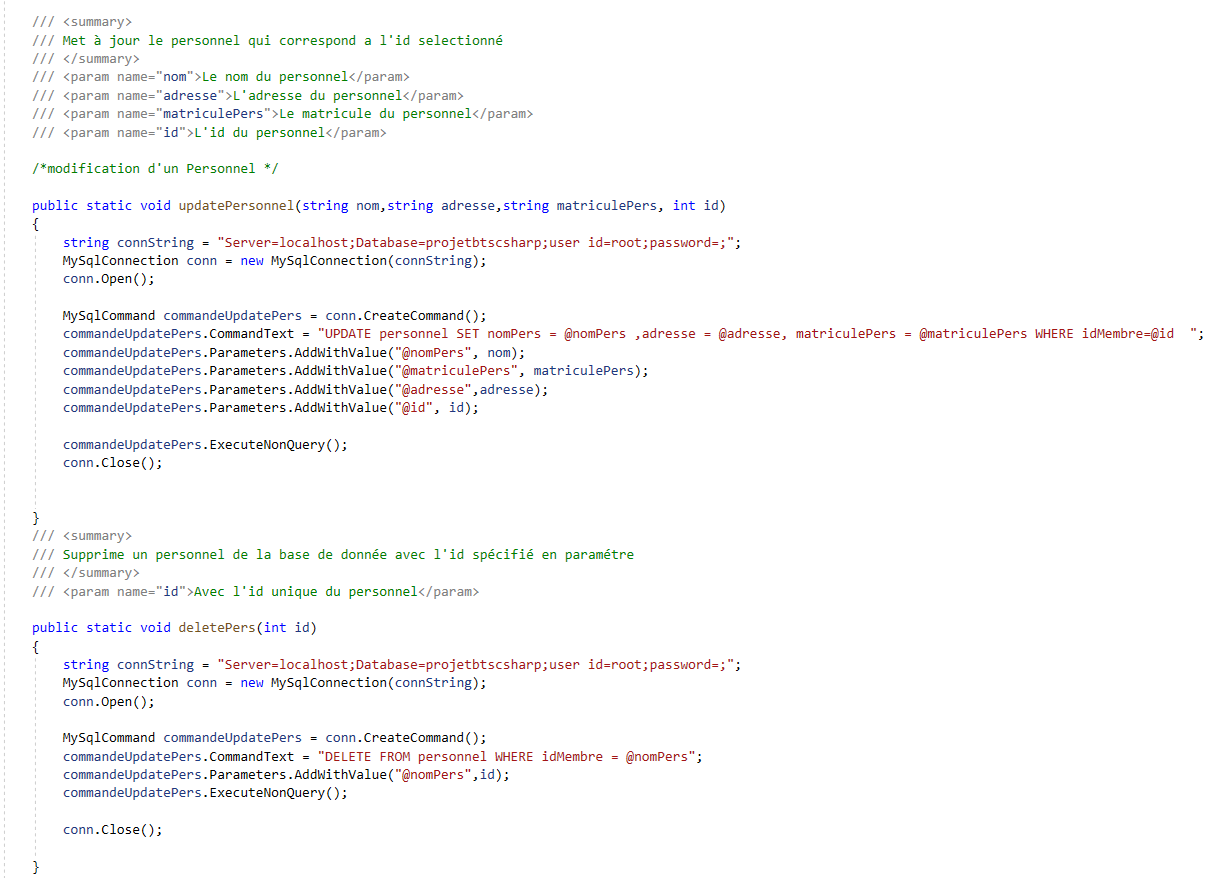 /// <summary>
/// Met à jour le personnel qui correspond a l'id selectionné
/// </summary>
/// <param name="nom">Le nom du personnel</param>
/// <param name="adresse">L'adresse du personnel</param>
/// <param name="matriculePers">Le matricule du personnel</param>
/// <param name="id">L'id du personnel</param>
/*modification d'un Personnel */
public static void updatePersonnel(string nom,string adresse,string matriculePers, int id)
{
string connString = "Server=localhost;Database=projetbtscsharp;user id=root;password=;";
MySqlConnection conn = new MySqlConnection(connString);
conn.Open();
MySqlCommand commandeUpdatePers = conn.CreateCommand();
commandeUpdatePers.CommandText = "UPDATE personnel SET nomPers = @nomPers ,adresse = @adresse, matriculePers = @matriculePers WHERE idMembre=@id  ";
commandeUpdatePers.Parameters.AddWithValue("@nomPers", nom);
commandeUpdatePers.Parameters.AddWithValue("@matriculePers", matriculePers);
commandeUpdatePers.Parameters.AddWithValue("@adresse",adresse);
commandeUpdatePers.Parameters.AddWithValue("@id", id);
commandeUpdatePers.ExecuteNonQuery();
conn.Close();
}
/// <summary>
/// Supprime un personnel de la base de donnée avec l'id spécifié en paramétre
/// </summary>
/// <param name="id">Avec l'id unique du personnel</param>
public static void deletePers(int id)
{
string connString = "Server=localhost;Database=projetbtscsharp;user id=root;password=;";
MySqlConnection conn = new MySqlConnection(connString);
conn.Open();
MySqlCommand commandeUpdatePers = conn.CreateCommand();
commandeUpdatePers.CommandText = "DELETE FROM personnel WHERE idMembre = @nomPers";
commandeUpdatePers.Parameters.AddWithValue("@nomPers",id);
commandeUpdatePers.ExecuteNonQuery();
conn.Close();
}